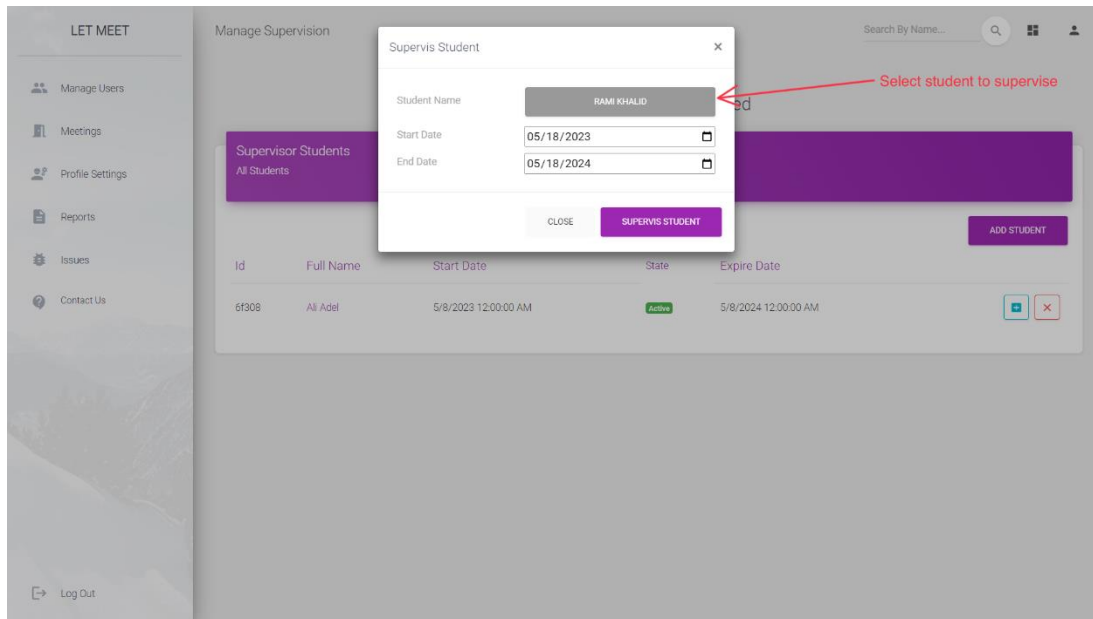 LET MEET
Manage Users
Meetings
Profile Settings
Reports
Issues
Contact Us
Log Out
Manage Supervision
Search By Name...
Supervis Student
×
Student Name
RAMI KHALID
Start Date
05/18/2023
End Date
05/18/2024
CLOSE
SUPERVIS STUDENT
Select student to supervise
ed
Supervisor Students
All Students
ADD STUDENT
Id Full Name Start Date State Expire Date
6f308 Ali Adel 5/8/2023 12:00:00 AM Active 5/8/2024 12:00:00 AM